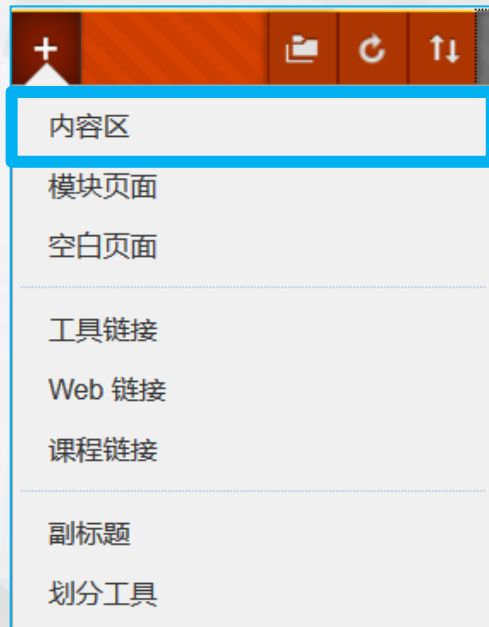 内容区
模块页面
空白页面
工具链接
Web 链接
课程链接
副标题
划分工具